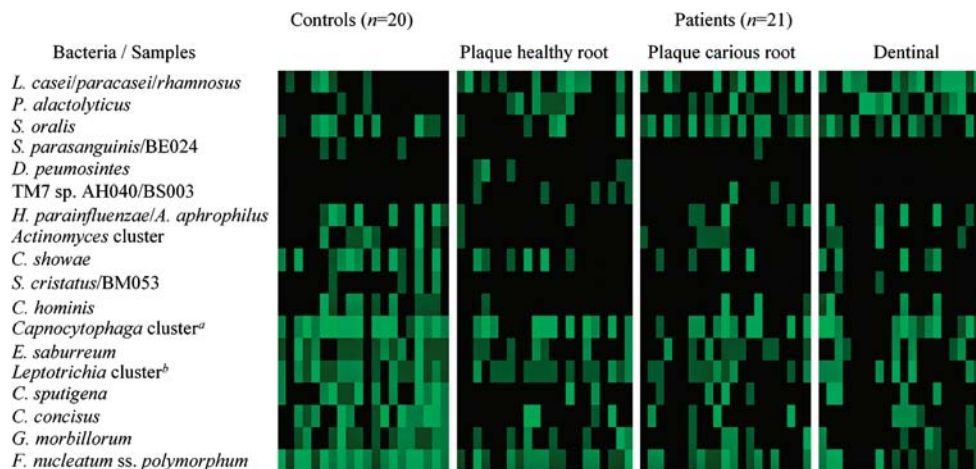 Controls (n=20) Patients (n=21)
Bacteria / Samples Plaque healthy root Plaque carious root Dentinal
L. casei/paracasei/rhamnosus
P. alactolyticus
S. oralis
S. parasanguinis/BE024
D. peumosintes
TM7 sp. AH040/BS003
H. parainfluenzae/A. aphrophilus
Actinomyces cluster
C. showae
S. cristatus/BM053
C. hominis
Capnocytophaga clusterᵃ
E. saburreum
Leptotrichia clusterᵇ
C. sputigena
C. concisus
G. morbillorum
F. nucleatum ss. polymorphum